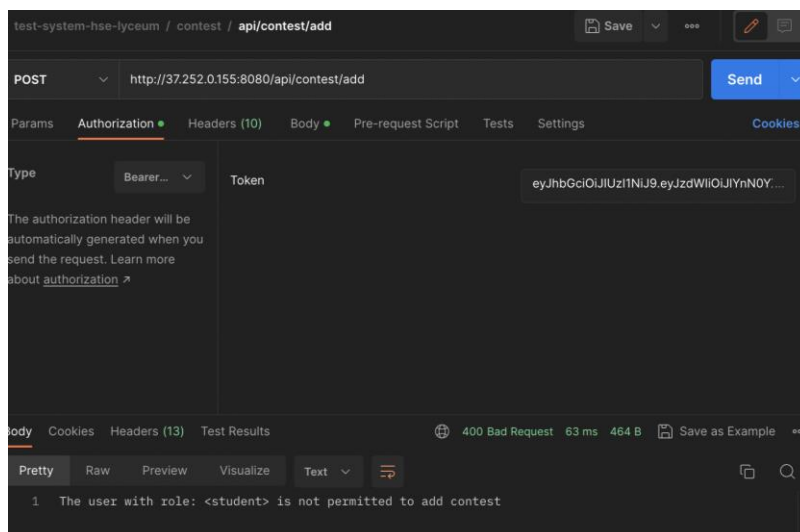 test-system-hse-lyceum / contest / api/contest/add
Save
POST http://37.252.0.155:8080/api/contest/add Send
Params Authorization Headers (10) Body Pre-request Script Tests Settings Cookies
Type Bearer... Token
The authorization header will be
automatically generated when you
send the request. Learn more
about authorization ↗
Body Cookies Headers (13) Test Results 400 Bad Request 63 ms 464 B Save as Example
Pretty Raw Preview Visualize Text
1 The user with role: <student> is not permitted to add contest